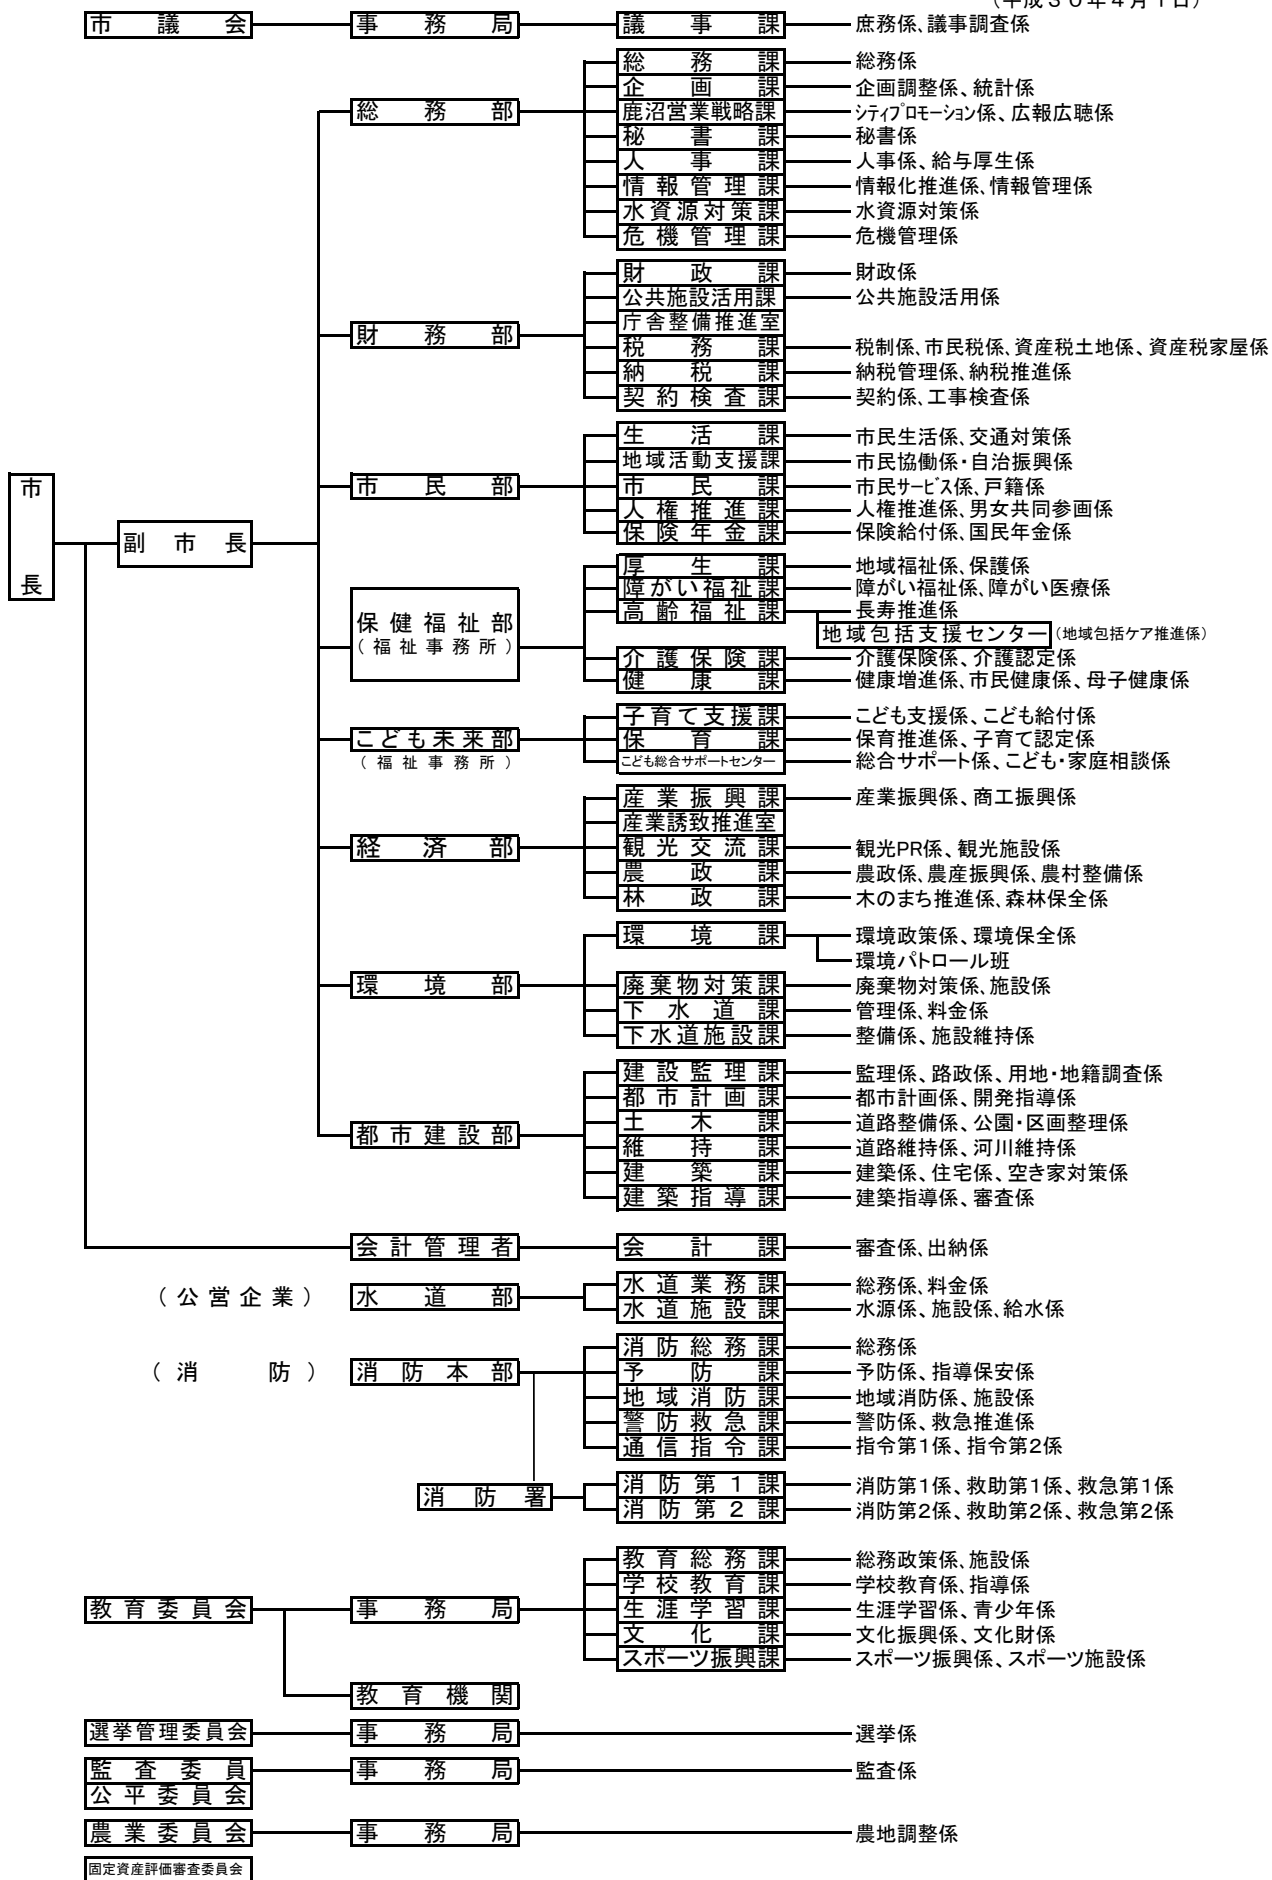 (平成30年4月1日)
市議会 事務局 議事課 庶務係、議事調査係
総務課 総務係
企画課 企画調整係、統計係
総務部 鹿沼営業戦略課 シティプロモーション係、広報広聴係
秘書課 秘書係
人事課 人事係、給与厚生係
情報管理課 情報化推進係、情報管理係
水資源対策課 水資源対策係
危機管理課 危機管理係
財政課 財政係
公共施設活用課 公共施設活用係
庁舎整備推進室
財務部
税務課 税制係、市民税係、資産税土地係、資産税家屋係
納税課 納税管理係、納税推進係
契約検査課 契約係、工事検査係
生活課 市民生活係、交通対策係
地域活動支援課 市民協働係・自治振興係
市民部 市民課 市民サービス係、戸籍係
人権推進課 人権推進係、男女共同参画係
保険年金課 保険給付係、国民年金係
市長 副市長
厚生課 地域福祉係、保護係
障がい福祉課 障がい福祉係、障がい医療係
高齢福祉課 長寿推進係
保健福祉部
(福祉事務所)
地域包括支援センター (地域包括ケア推進係)
介護保険課 介護保険係、介護認定係
健康課 健康増進係、市民健康係、母子健康係
子育て支援課 こども支援係、こども給付係
こども未来部 保育課 保育推進係、子育て認定係
(福祉事務所) こども総合サポートセンター 総合サポート係、こども・家庭相談係
産業振興課 産業振興係、商工振興係
産業誘致推進室
経済部 観光交流課 観光PR係、観光施設係
農政課 農政係、農産振興係、農村整備係
林政課 木のまち推進係、森林保全係
環境課 環境政策係、環境保全係
環境パトロール班
環境部 廃棄物対策課 廃棄物対策係、施設係
下水道課 管理係、料金係
下水道施設課 整備係、施設維持係
建設監理課 監理係、路政係、用地・地籍調査係
都市計画課 都市計画係、開発指導係
土木課 道路整備係、公園・区画整理係
都市建設部
維持課 道路維持係、河川維持係
建築課 建築係、住宅係、空き家対策係
建築指導課 建築指導係、審査係
会計管理者 会計課 審査係、出納係
(公営企業) 水道部 水道業務課 総務係、料金係
水道施設課 水源係、施設係、給水係
消防総務課 総務係
(消防) 消防本部 予防課 予防係、指導保安係
地域消防課 地域消防係、施設係
警防救急課 警防係、救急推進係
通信指令課 指令第1係、指令第2係
消防署 消防第1課 消防第1係、救助第1係、救急第1係
消防第2課 消防第2係、救助第2係、救急第2係
教育総務課 総務政策係、施設係
学校教育課 学校教育係、指導係
教育委員会 事務局 生涯学習課 生涯学習係、青少年係
文化課 文化振興係、文化財係
スポーツ振興課 スポーツ振興係、スポーツ施設係
教育機関
選挙管理委員会 事務局 選挙係
監査委員 事務局 監査係
公平委員会
農業委員会 事務局 農地調整係
固定資産評価審査委員会